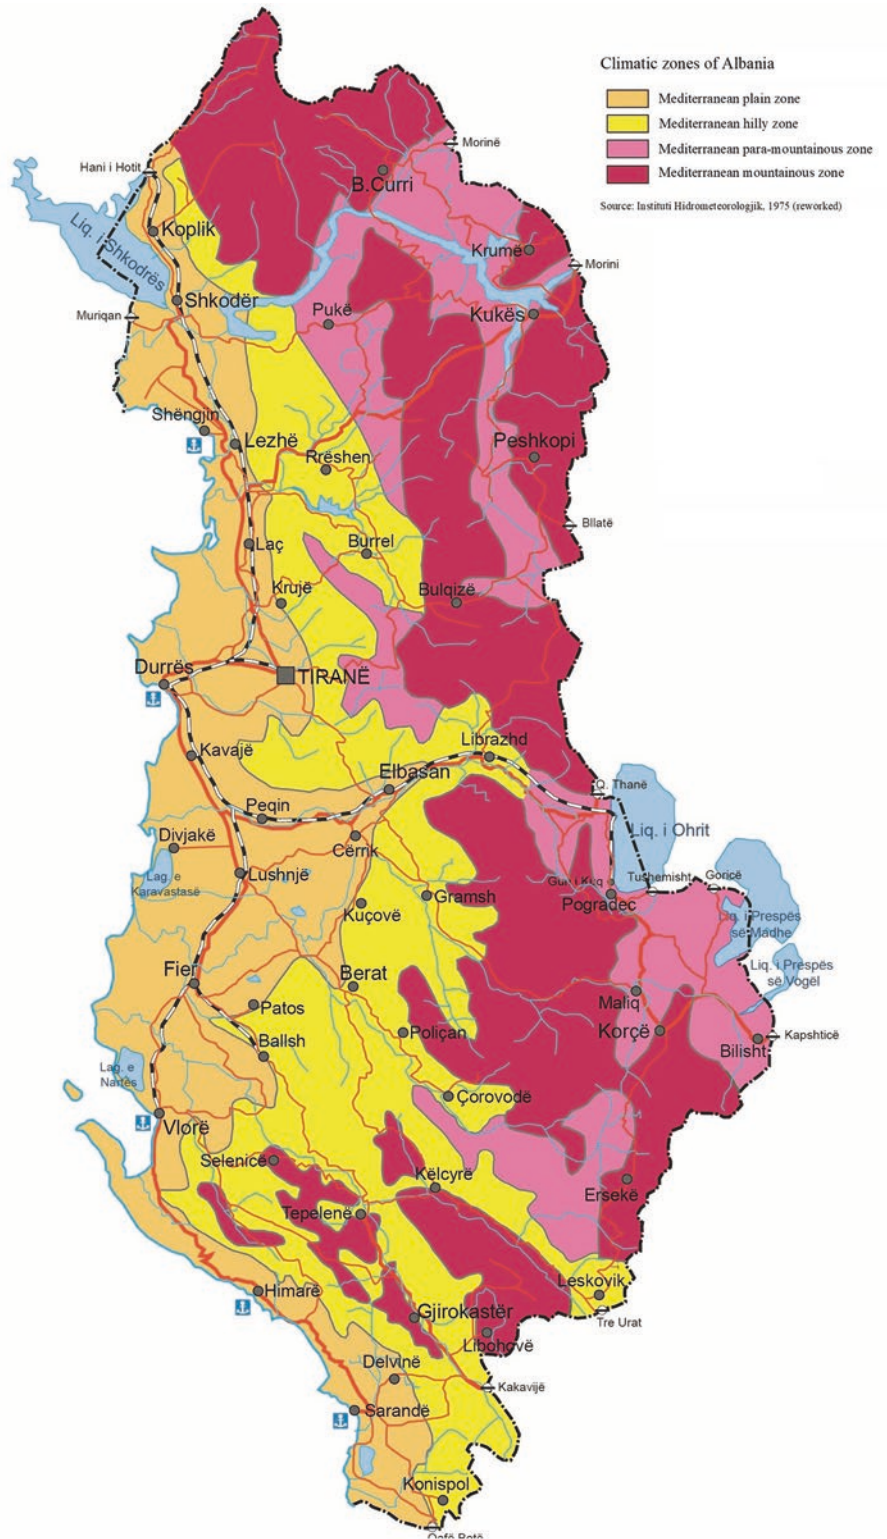 Climatic zones of Albania
Mediterranean plain zone
Mediterranean hilly zone
Mediterranean para-mountainous zone
Mediterranean mountainous zone
Source: Instituti Hidrometeorologjik, 1975 (reworked)
Morinë
Hani i Hotit
B.Curri
Koplik
Liq. i Shkodrës
Krumë
Morini
Shkodër
Pukë
Kukës
Muriqan
Shëngjin
Lezhë
Peshkopi
Rrëshen
Bllatë
Laç
Burrel
Krujë
Bulqizë
Durrës
TIRANË
Librazhd
Kavajë
Elbasan
Q. Thanë
Peqin
Divjakë
Cërrik
Liq. i Ohrit
Lag. e
Karavastasë
Lushnjë
Tushemisht
Goricë
Guri i Kuq
Gramsh
Pogradec
Kuçovë
Liq. i Prespës
së Madhe
Fier
Berat
Liq. i Prespës
së Vogël
Maliq
Patos
Poliçan
Korçë
Kapshticë
Ballsh
Bilisht
Lag. e
Nartës
Çorovodë
Vlorë
Selenicë
Këlcyrë
Ersekë
Tepelenë
Leskovik
Himarë
Gjirokastër
Tre Urat
Libohovë
Delvinë
Kakavijë
Sarandë
Konispol
Qafë Botë